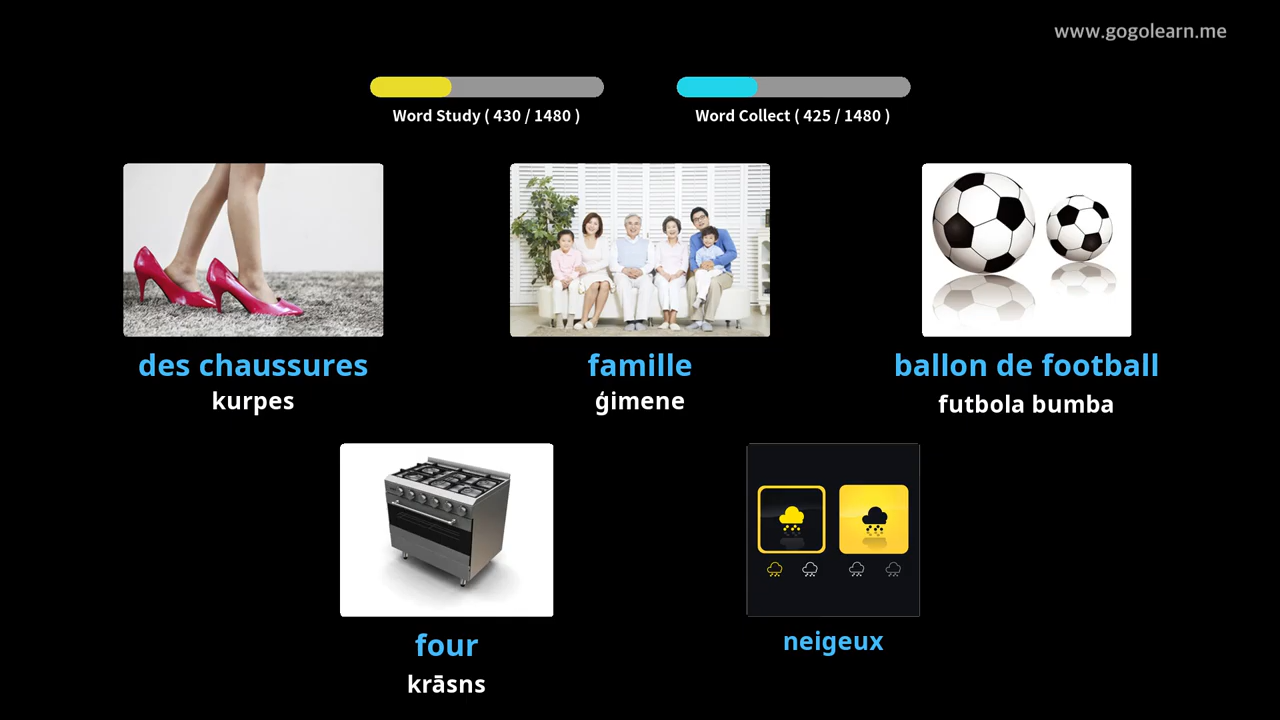 www.gogolearn.me
Word Study ( 430 / 1480 )
Word Collect ( 425 / 1480 )
des chaussures
kurpes
famille
ģimene
ballon de football
futbola bumba
four
krāsns
neigeux